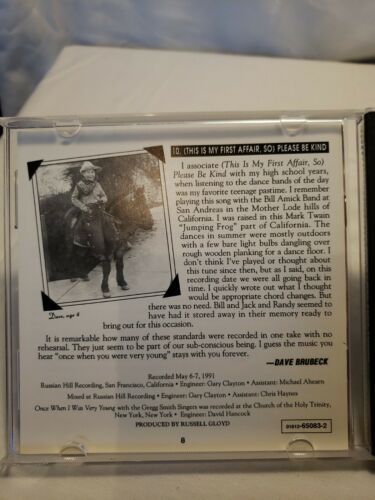 10. (THIS IS MY FIRST AFFAIR, SO) PLEASE BE KIND
I associate (This Is My First Affair, So)
Please Be Kind with my high school years,
when listening to the dance bands of the day
was my favorite teenage pastime. I remember
playing this song with the Bill Amick Band at
San Andreas in the Mother Lode hills of
California. I was raised in this Mark Twain
"Jumping Frog" part of California. The
dances in summer were mostly outdoors
with a few bare light bulbs dangling over
rough wooden planking for a dance floor. I
don't think I've played or thought about
this tune since then, but as I said, on this
recording date we were all going back in
time. I quickly wrote out what I thought
would be appropriate chord changes. But
there was no need. Bill and Jack and Randy seemed to
have had it stored away in their memory ready to
bring out for this occasion.
Dave, age 6
It is remarkable how many of these standards were recorded in one take with no
rehearsal. They just seem to be part of our sub-conscious being. I guess the music you
hear "once when you were very young" stays with you forever.
—DAVE BRUBECK
Recorded May 6-7, 1991
Russian Hill Recording, San Francisco, California • Engineer: Gary Clayton • Assistant: Michael Ahearn
Mixed at Russian Hill Recording • Engineer: Gary Clayton • Assistant: Chris Haynes
Once When I Was Very Young with the Gregg Smith Singers was recorded at the Church of the Holy Trinity,
New York, New York • Engineer: David Hancock
PRODUCED BY RUSSELL GLOYD
01612-65083-2
8